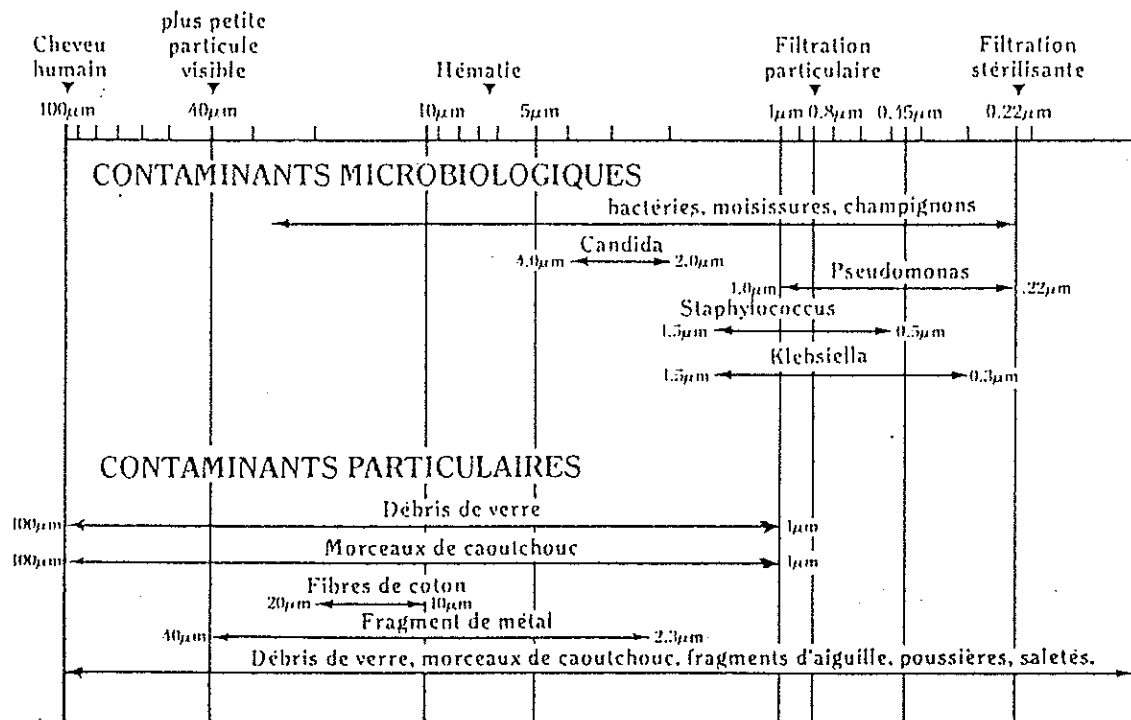 Cheveu
humain
plus petite
particule
visible
Hématie
Filtration
particulaire
Filtration
stérilisante
100µm
40µm
10µm
5µm
1µm
0.8µm
0.45µm
0.22µm
CONTAMINANTS MICROBIOLOGIQUES
bactéries, moisissures, champignons
Candida
4.0µm
2.0µm
Pseudomonas
1.0µm
.22µm
Staphylococcus
1.5µm
0.5µm
Klebsiella
1.5µm
0.3µm
CONTAMINANTS PARTICULAIRES
Débris de verre
100µm
1µm
Morceaux de caoutchouc
100µm
1µm
Fibres de coton
20µm
10µm
Fragment de métal
40µm
2.3µm
Débris de verre, morceaux de caoutchouc, fragments d'aiguille, poussières, saletés.